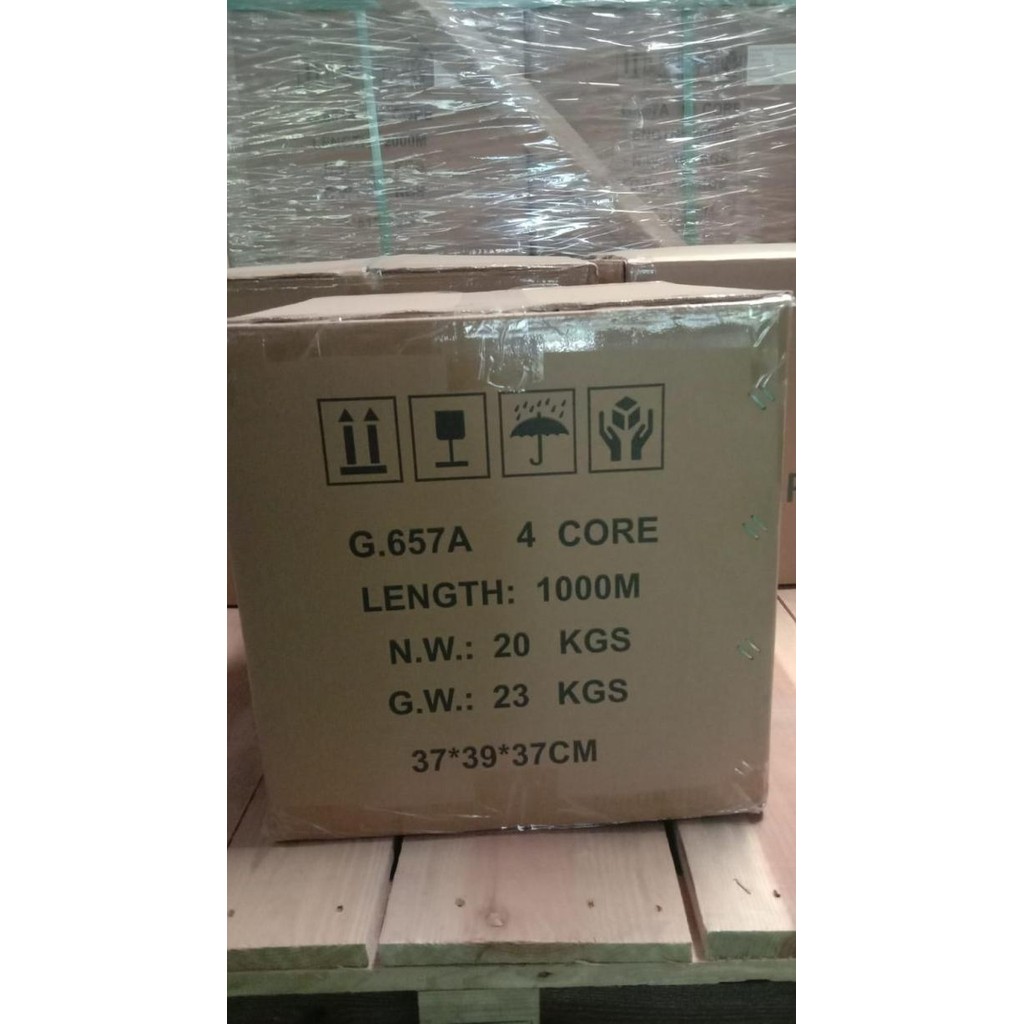 G.657A 4 CORE
LENGTH: 1000M
N.W.: 20 KGS
G.W.: 23 KGS
37*39*37CM